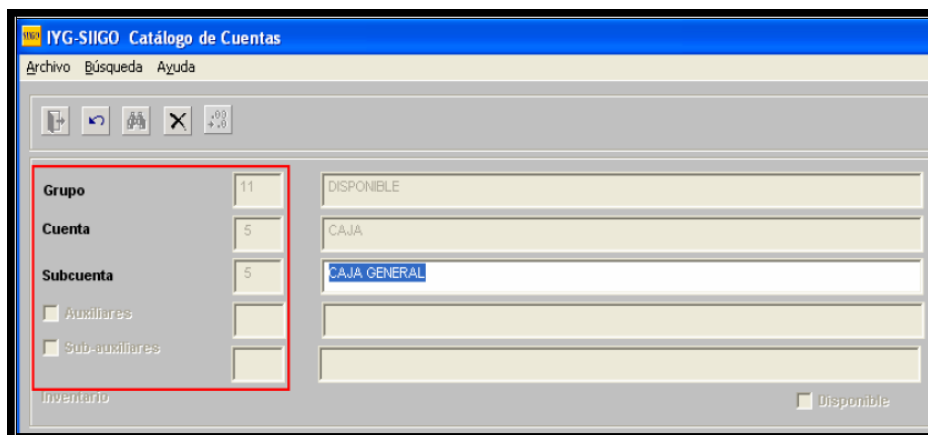 SIIGO IYG-SIIGO Catálogo de Cuentas
Archivo Búsqueda Ayuda
Grupo 11 DISPONIBLE
Cuenta 5 CAJA
Subcuenta 5 CAJA GENERAL
Auxiliares
Sub-auxiliares
Inventario Disponible